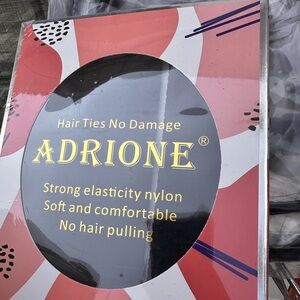 Hair Ties No Damage
ADRIONE®
Strong elasticity nylon
Soft and comfortable
No hair pulling